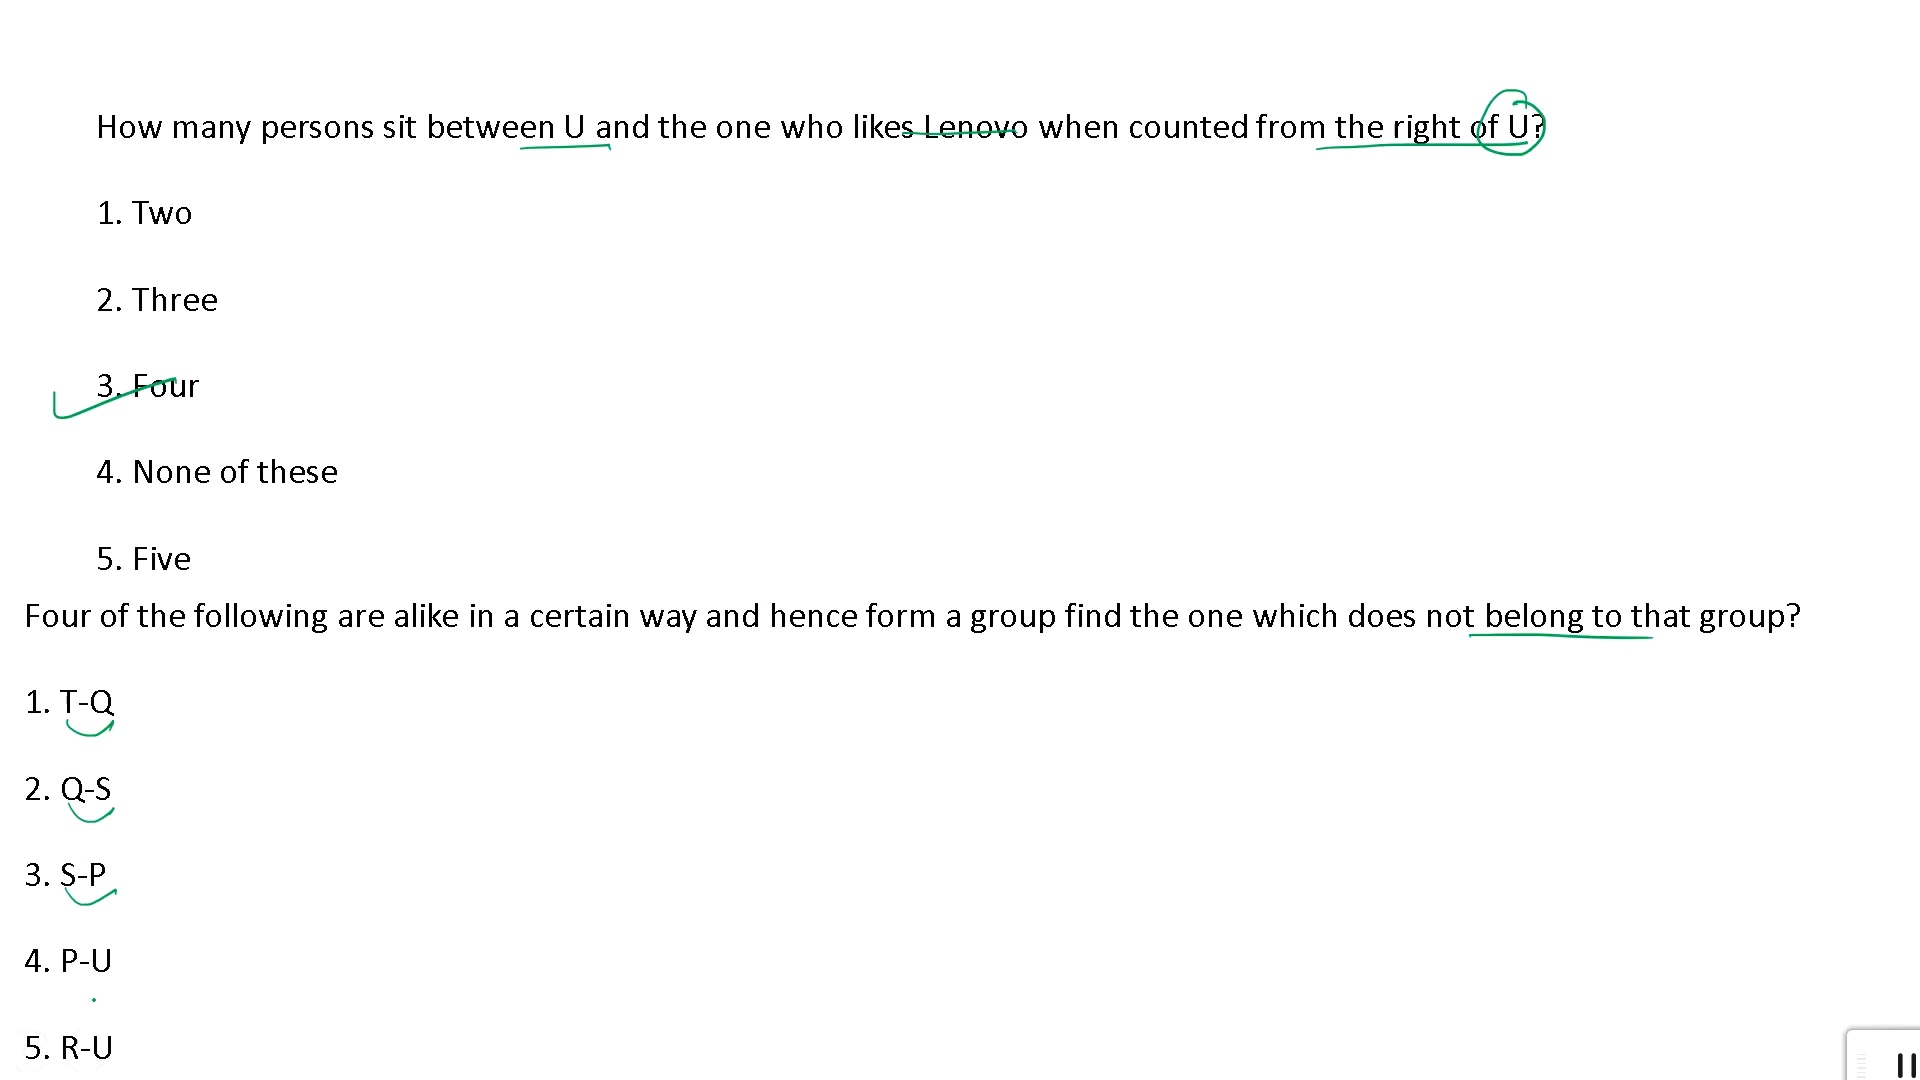 How many persons sit between U and the one who likes Lenovo when counted from the right of U?
1. Two
2. Three
3. Four
4. None of these
5. Five
Four of the following are alike in a certain way and hence form a group find the one which does not belong to that group?
1. T-Q
2. Q-S
3. S-P
4. P-U
5. R-U